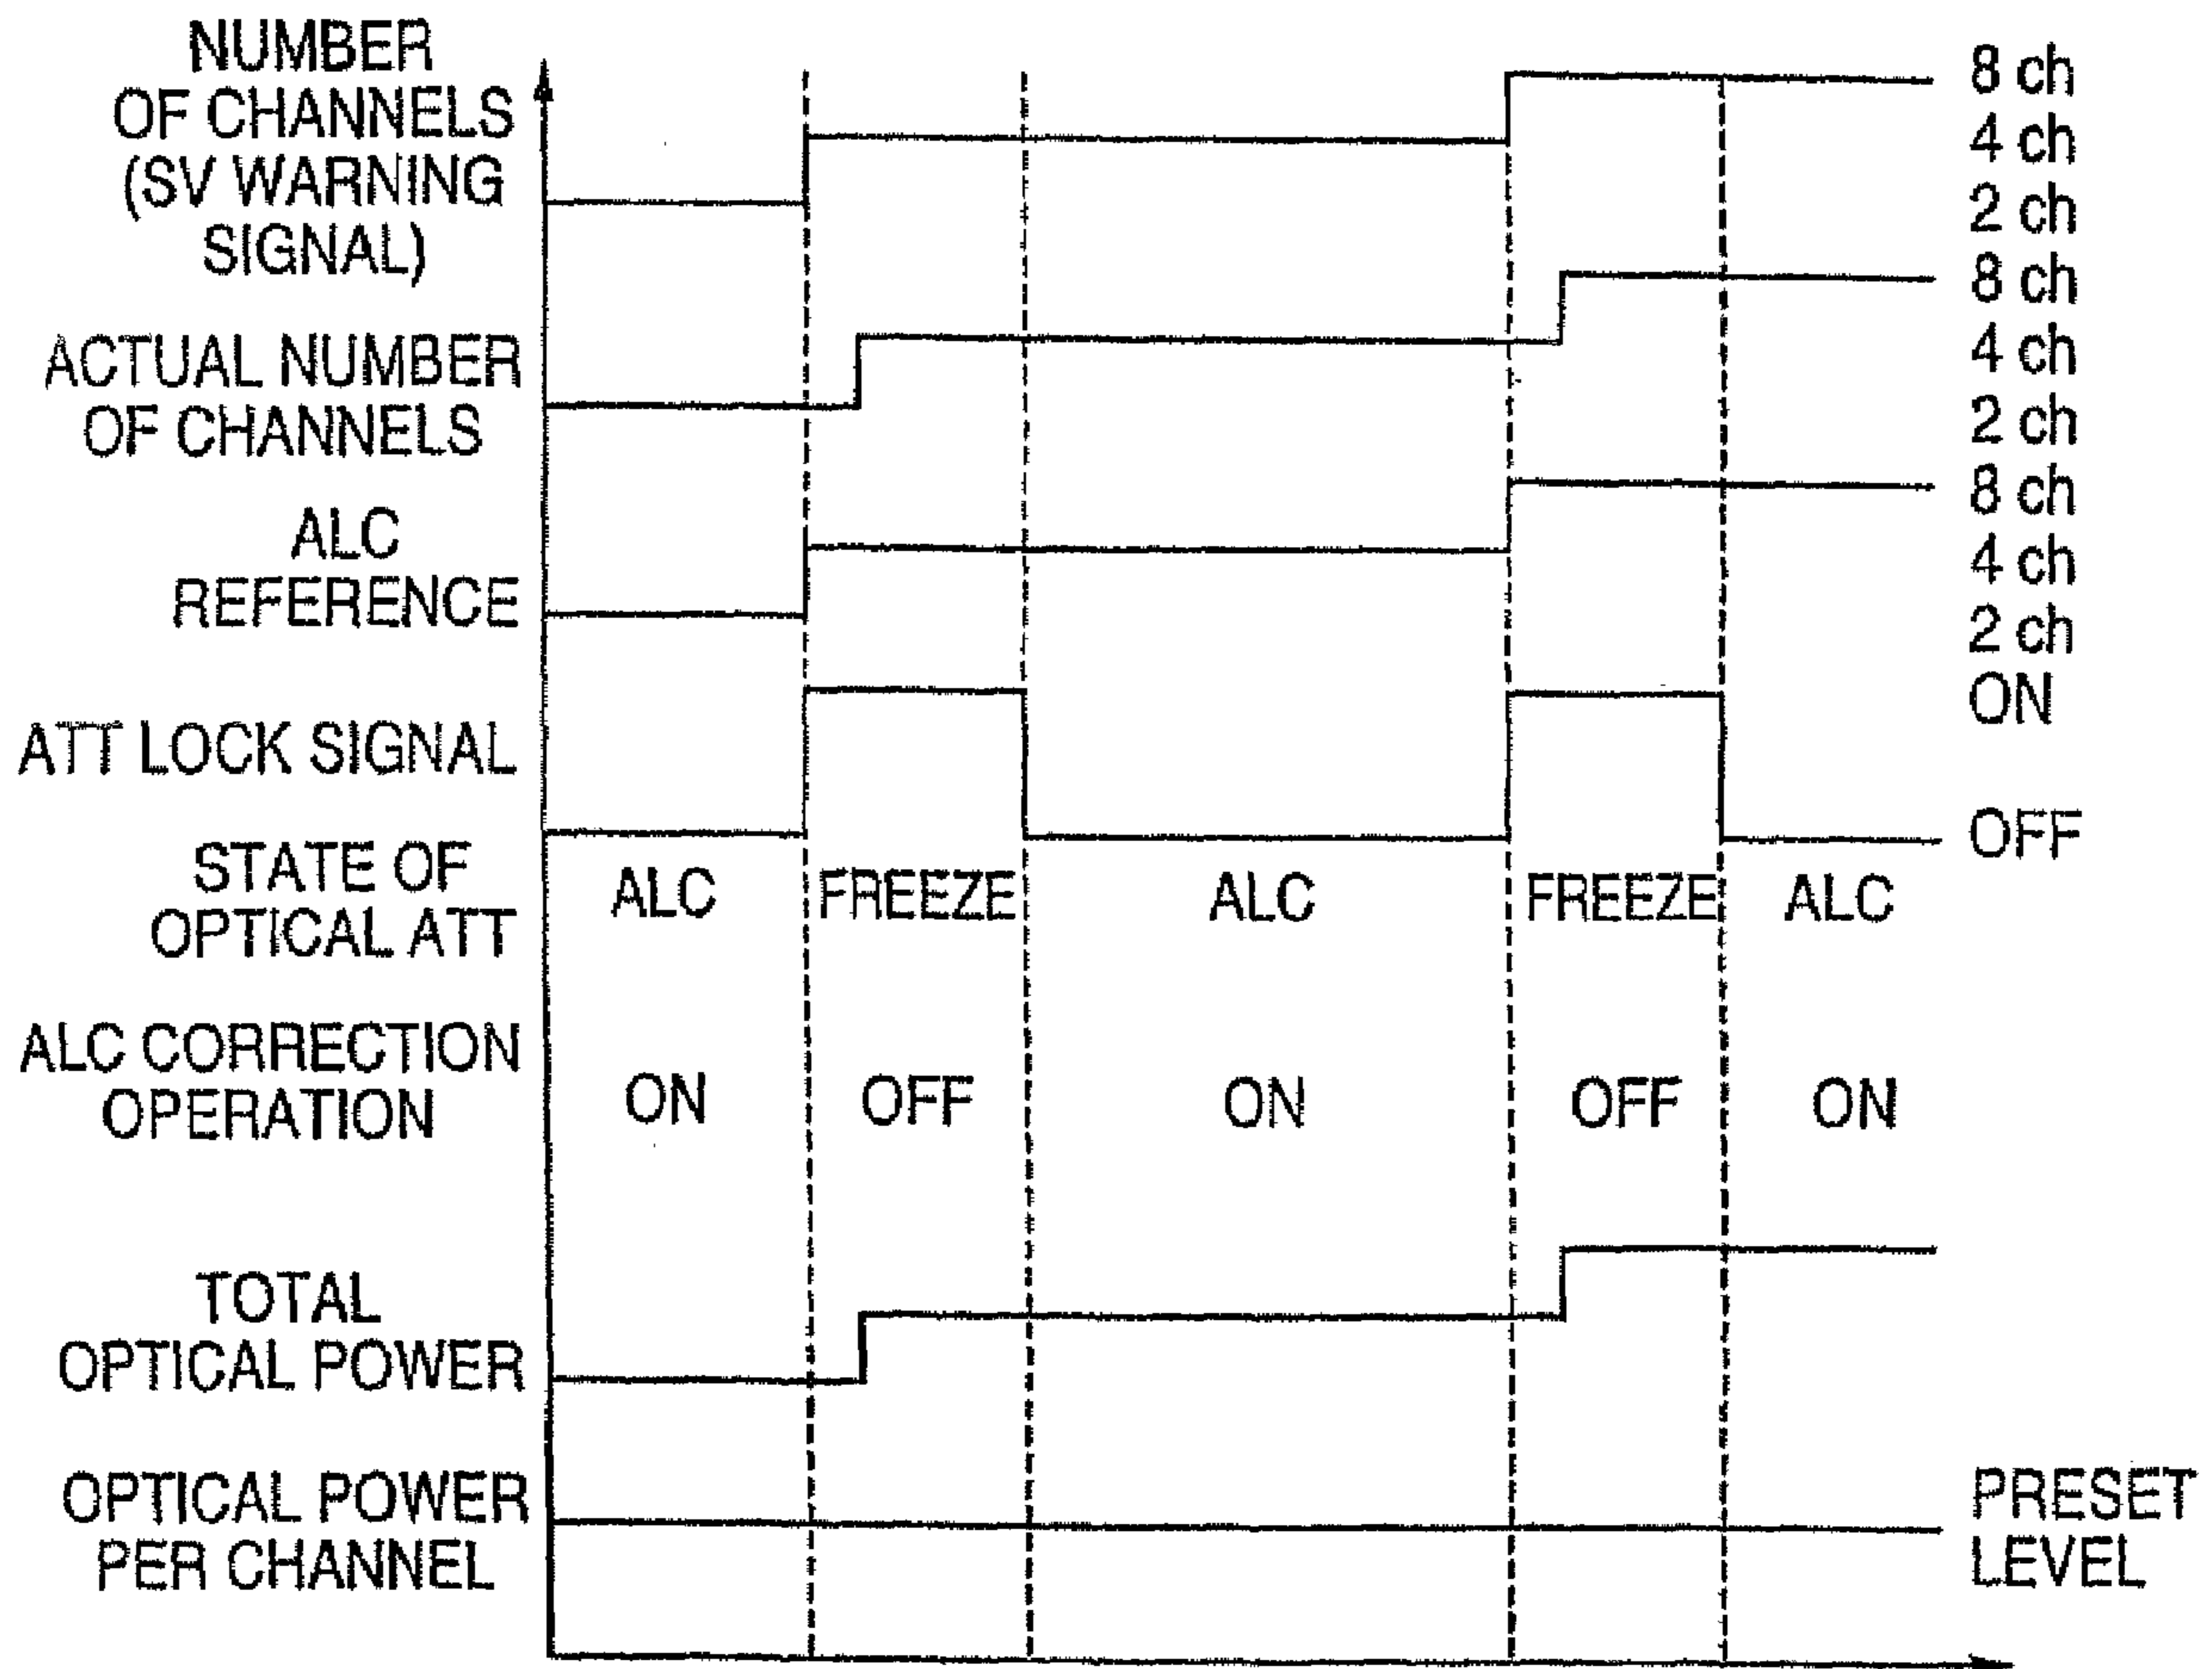 NUMBER
OF CHANNELS
(SV WARNING
SIGNAL)
8 ch
4 ch
2 ch
ACTUAL NUMBER
OF CHANNELS
8 ch
4 ch
2 ch
ALC
REFERENCE
8 ch
4 ch
2 ch
ATT LOCK SIGNAL
ON
OFF
STATE OF
OPTICAL ATT
ALC FREEZE ALC FREEZE ALC
ALC CORRECTION
OPERATION
ON OFF ON OFF ON
TOTAL
OPTICAL POWER
OPTICAL POWER
PER CHANNEL
PRESET
LEVEL